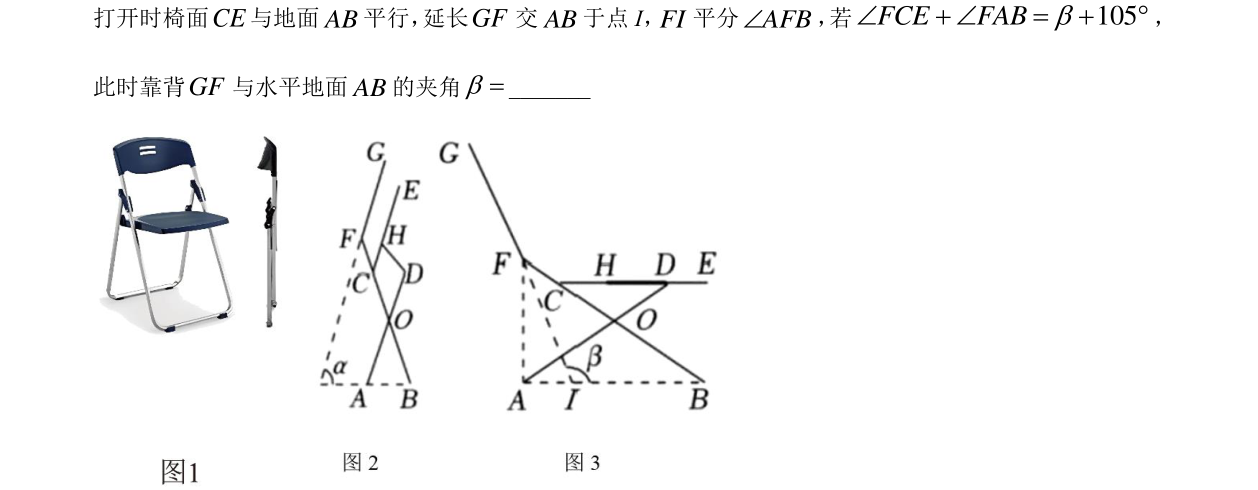 打开时椅面CE与地面AB平行,延长GF交AB于点I,FI平分∠AFB,若∠FCE+∠FAB=β+105°,
此时靠背GF与水平地面AB的夹角β=______
G
E
F
H
C
D
O
α
A B
G
F
H D E
C
O
β
A I B
图1
图2
图3